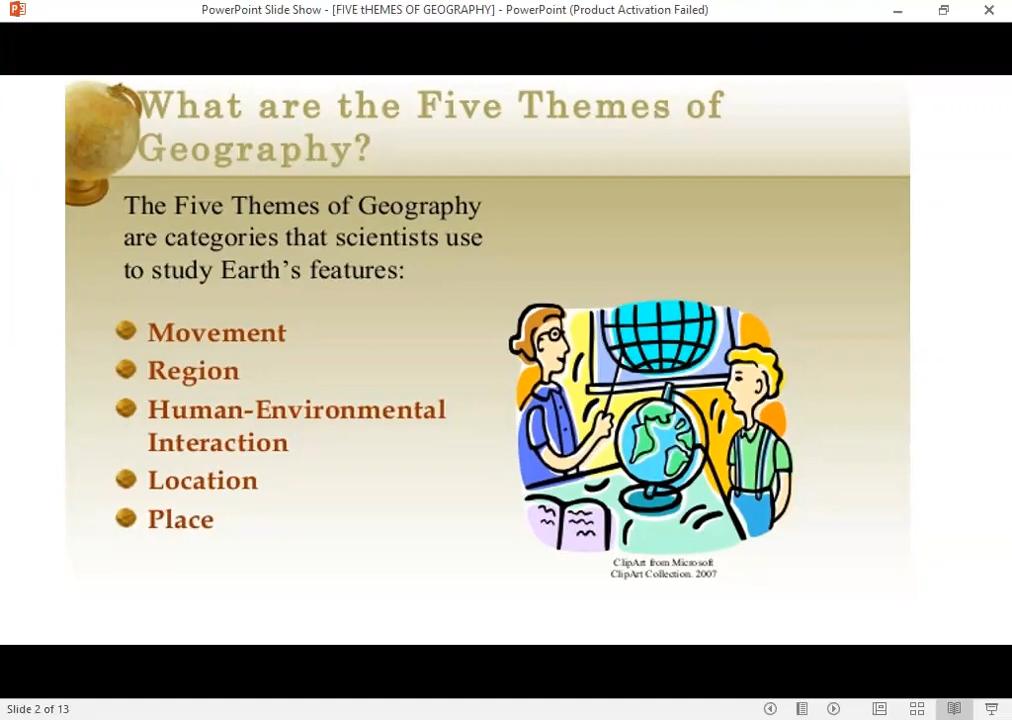 PowerPoint Slide Show - [FIVE tHEMES OF GEOGRAPHY] - PowerPoint (Product Activation Failed)
What are the Five Themes of
Geography?
The Five Themes of Geography
are categories that scientists use
to study Earth's features:
Movement
Region
Human-Environmental
Interaction
Location
Place
ClipArt from Microsoft
ClipArt Collection. 2007
Slide 2 of 13